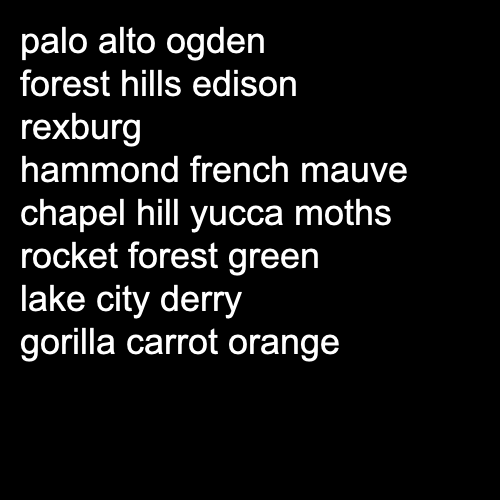 palo alto ogden
forest hills edison
rexburg
hammond french mauve
chapel hill yucca moths
rocket forest green
lake city derry
gorilla carrot orange